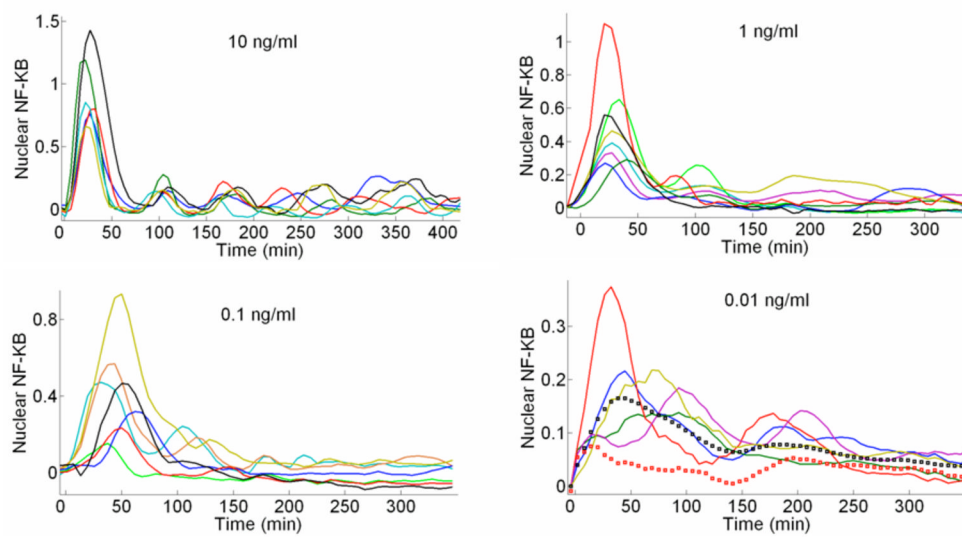 10 ng/ml
Nuclear NF-KB
1.5
1
0.5
0
0 50 100 150 200 250 300 350 400
Time (min)
1 ng/ml
Nuclear NF-KB
1
0.8
0.6
0.4
0.2
0
0 50 100 150 200 250 300
Time (min)
0.1 ng/ml
Nuclear NF-KB
0.8
0.4
0
0 50 100 150 200 250 300
Time (min)
0.01 ng/ml
Nuclear NF-KB
0.3
0.2
0.1
0
0 50 100 150 200 250 300
Time (min)